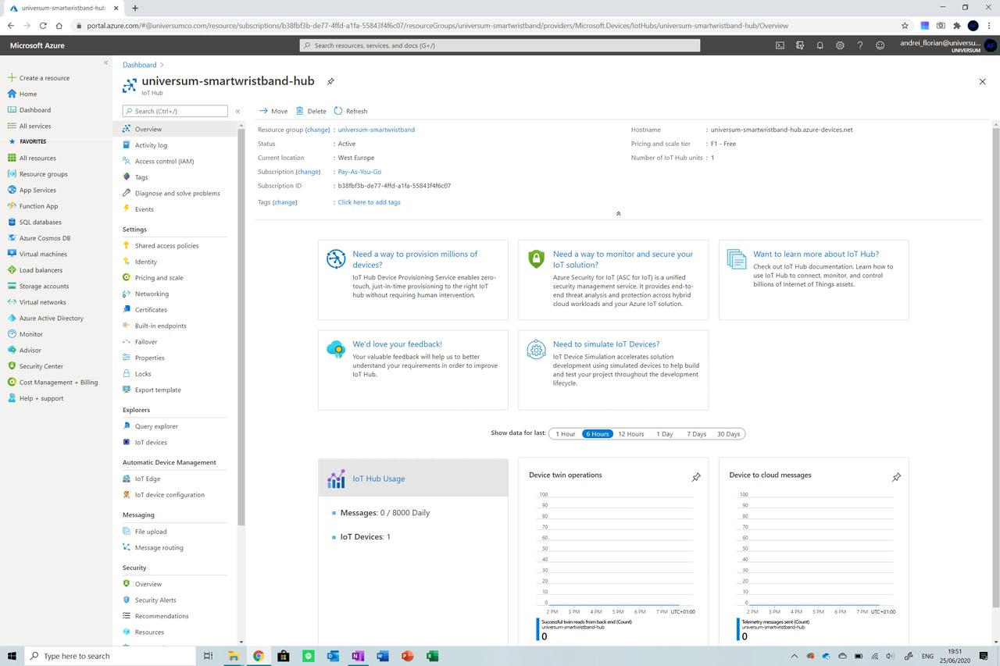 universum-smartwristband-hub
portal.azure.com/#@universumco.com/resource/subscriptions/b38fbf3b-de77-4ffd-a1fa-55843f4f6c07/resourceGroups/universum-smartwristband/providers/Microsoft.Devices/IotHubs/universum-smartwristband-hub/Overview
AF
Microsoft Azure
Search resources, services, and docs (G+/)
andrei_florian@universu...
UNIVERSUM
AF
Create a resource
Home
Dashboard
All services
FAVORITES
All resources
Resource groups
App Services
Function App
SQL databases
Azure Cosmos DB
Virtual machines
Load balancers
Storage accounts
Virtual networks
Azure Active Directory
Monitor
Advisor
Security Center
Cost Management + Billing
Help + support
Dashboard
universum-smartwristband-hub
IoT Hub
Search (Ctrl+/)
Overview
Activity log
Access control (IAM)
Tags
Diagnose and solve problems
Events
Settings
Shared access policies
Identity
Pricing and scale
Networking
Certificates
Built-in endpoints
Failover
Properties
Locks
Export template
Explorers
Query explorer
IoT devices
Automatic Device Management
IoT Edge
IoT device configuration
Messaging
File upload
Message routing
Security
Overview
Security Alerts
Recommendations
Resources
Move Delete Refresh
Resource group (change) : universum-smartwristband
Status : Active
Current location : West Europe
Subscription (change) : Pay-As-You-Go
Subscription ID : b38fbf3b-de77-4ffd-a1fa-55843f4f6c07
Tags (change) : Click here to add tags
Hostname : universum-smartwristband-hub.azure-devices.net
Pricing and scale tier : F1 - Free
Number of IoT Hub units : 1
Need a way to provision millions of
devices?
IoT Hub Device Provisioning Service enables zero-
touch, just-in-time provisioning to the right IoT
hub without requiring human intervention.
Need a way to monitor and secure your
IoT solution?
Azure Security for IoT (ASC for IoT) is a unified
security management service. It provides end-to-
end threat analysis and protection across hybrid
cloud workloads and your Azure IoT solution.
Want to learn more about IoT Hub?
Check out IoT Hub documentation. Learn how to
use IoT Hub to connect, monitor, and control
billions of Internet of Things assets.
We'd love your feedback!
Your valuable feedback will help us to better
understand your requirements in order to improve
IoT Hub.
Need to simulate IoT Devices?
IoT Device Simulation accelerates solution
development using simulated devices to help build
and test your project throughout the development
lifecycle.
Show data for last: 1 Hour 6 Hours 12 Hours 1 Day 7 Days 30 Days
IoT Hub Usage
Messages: 0 / 8000 Daily
IoT Devices: 1
Device twin operations
100
90
80
70
60
50
40
30
20
10
0
2 PM 3 PM 4 PM 5 PM 6 PM 7 PM UTC+01:00
Successful twin reads from back end (Count)
universum-smartwristband-hub
0
Device to cloud messages
100
90
80
70
60
50
40
30
20
10
0
2 PM 3 PM 4 PM 5 PM 6 PM 7 PM UTC+01:00
Telemetry messages sent (Count)
universum-smartwristband-hub
0
Type here to search
ENG
19:51
25/06/2020